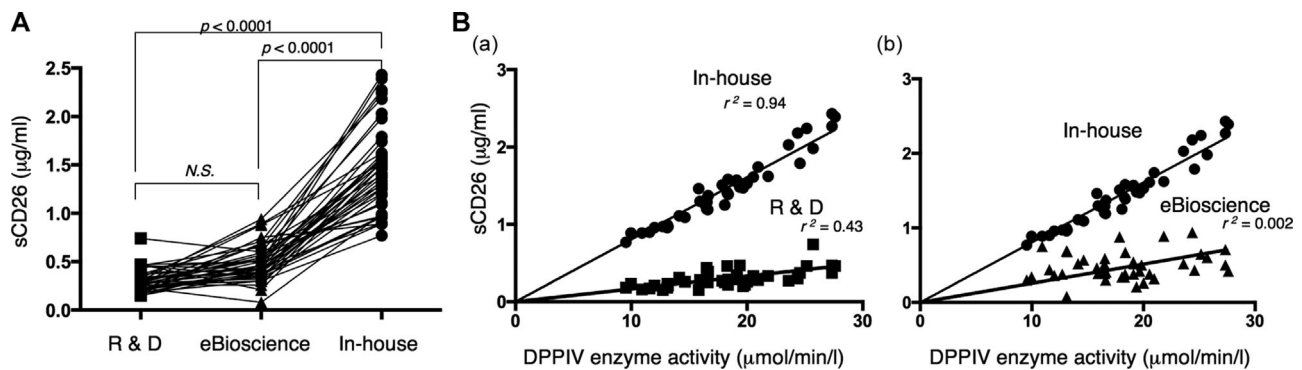 A
p < 0.0001
p < 0.0001
N.S.
sCD26 (μg/ml)
2.5
2.0
1.5
1.0
0.5
0.0
R & D
eBioscience
In-house
B
(a)
sCD26 (μg/ml)
3
2
1
0
In-house
r² = 0.94
R & D
r² = 0.43
0
10
20
30
DPPIV enzyme activity (μmol/min/l)
(b)
3
2
1
0
In-house
eBioscience
r² = 0.002
0
10
20
30
DPPIV enzyme activity (μmol/min/l)